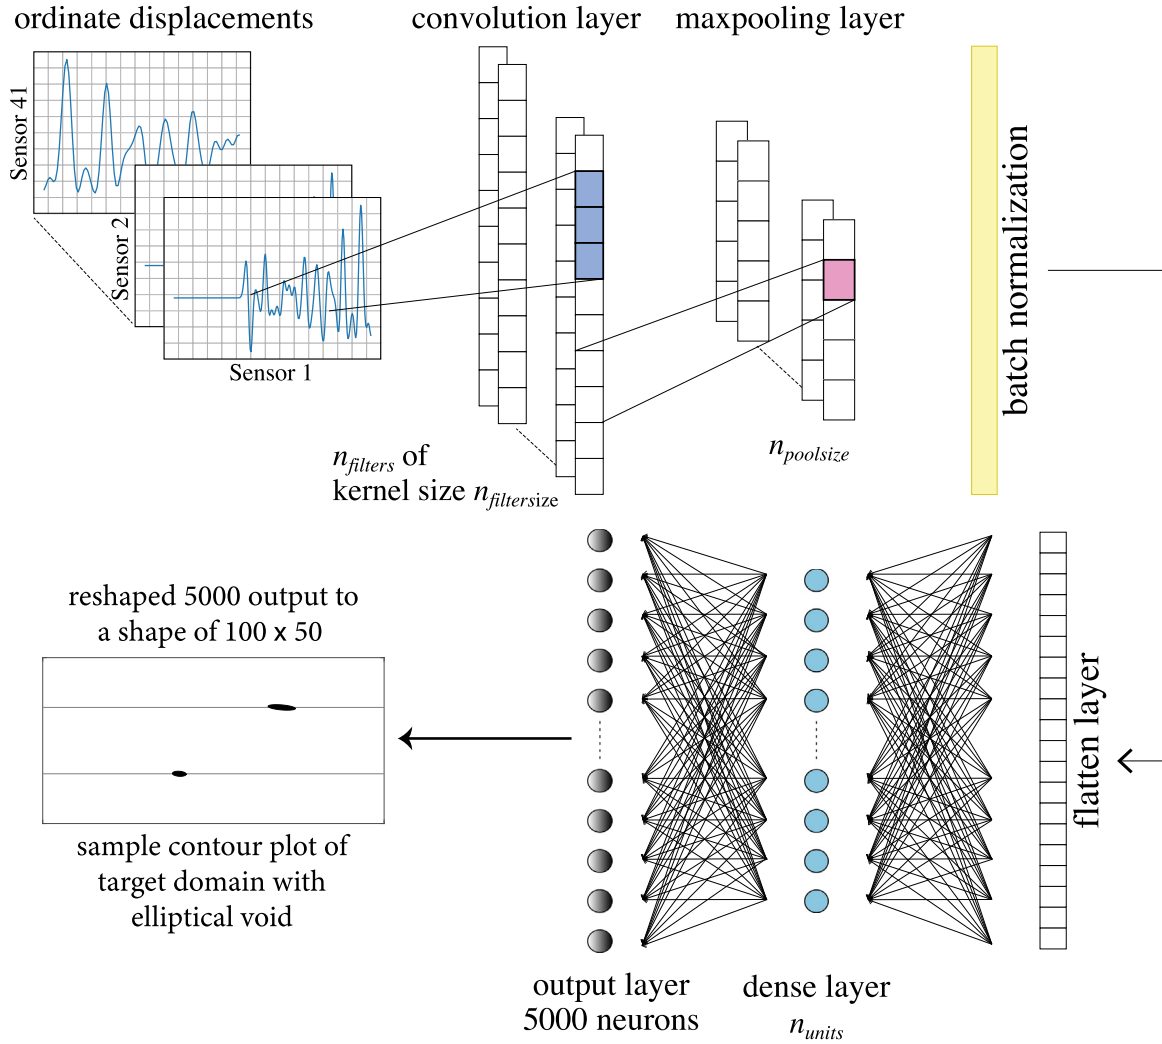 ordinate displacements
convolution layer
maxpooling layer
Sensor 41
Sensor 2
Sensor 1
n_filters of
kernel size n_filtersize
n_poolsize
batch normalization
reshaped 5000 output to
a shape of 100 x 50
sample contour plot of
target domain with
elliptical void
output layer
5000 neurons
dense layer
n_units
flatten layer